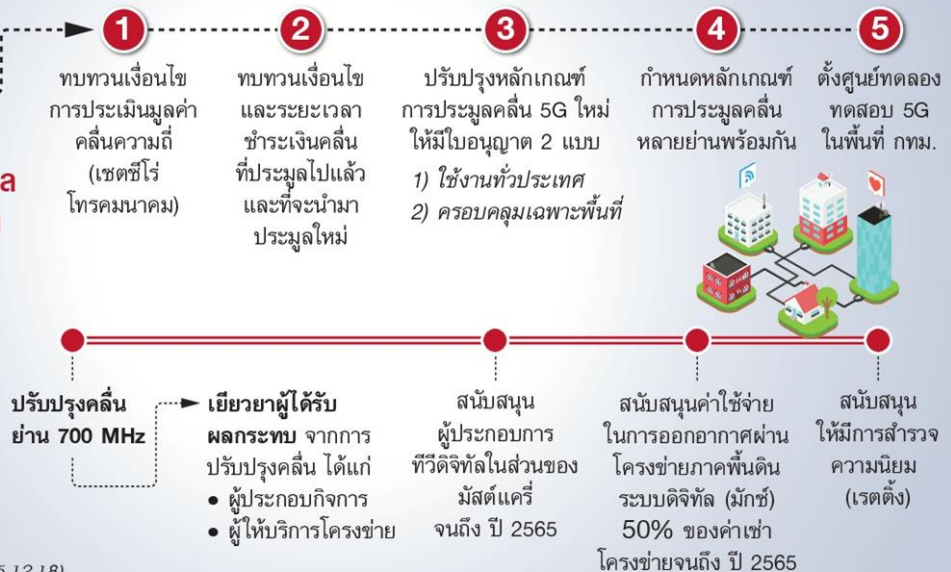 1
ทบทวนเงื่อนไข
การประเมินมูลค่า
คลื่นความถี่
(เซตซีโร่
โทรคมนาคม)
2
ทบทวนเงื่อนไข
และระยะเวลา
ชำระเงินคลื่น
ที่ประมูลไปแล้ว
และที่จะนำมา
ประมูลใหม่
3
ปรับปรุงหลักเกณฑ์
การประมูลคลื่น 5G ใหม่
ให้มีใบอนุญาต 2 แบบ
1) ใช้งานทั่วประเทศ
2) ครอบคลุมเฉพาะพื้นที่
4
กำหนดหลักเกณฑ์
การประมูลคลื่น
หลายย่านพร้อมกัน
5
ตั้งศูนย์ทดลอง
ทดสอบ 5G
ในพื้นที่ กทม.
ปรับปรุงคลื่น
ย่าน 700 MHz
เยียวยาผู้ได้รับ
ผลกระทบ จากการ
ปรับปรุงคลื่น ได้แก่
• ผู้ประกอบกิจการ
• ผู้ให้บริการโครงข่าย
สนับสนุน
ผู้ประกอบการ
ทีวีดิจิทัลในส่วนของ
มัสต์แครี่
จนถึง ปี 2565
สนับสนุนค่าใช้จ่าย
ในการออกอากาศผ่าน
โครงข่ายภาคพื้นดิน
ระบบดิจิทัล (มักซ์)
50% ของค่าเช่า
โครงข่ายจนถึง ปี 2565
สนับสนุน
ให้มีการสำรวจ
ความนิยม
(เรตติ้ง)